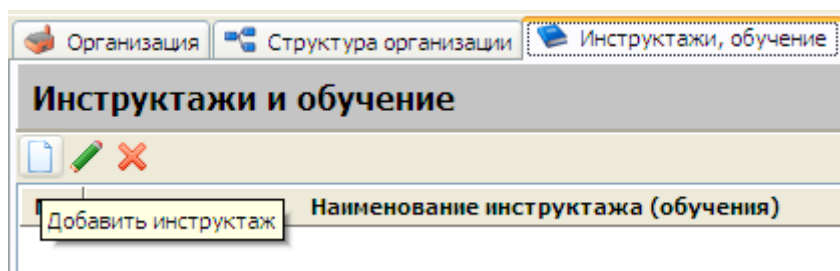 Организация Структура организации Инструктажи, обучение
Инструктажи и обучение
Наименование инструктажа (обучения)
Добавить инструктаж